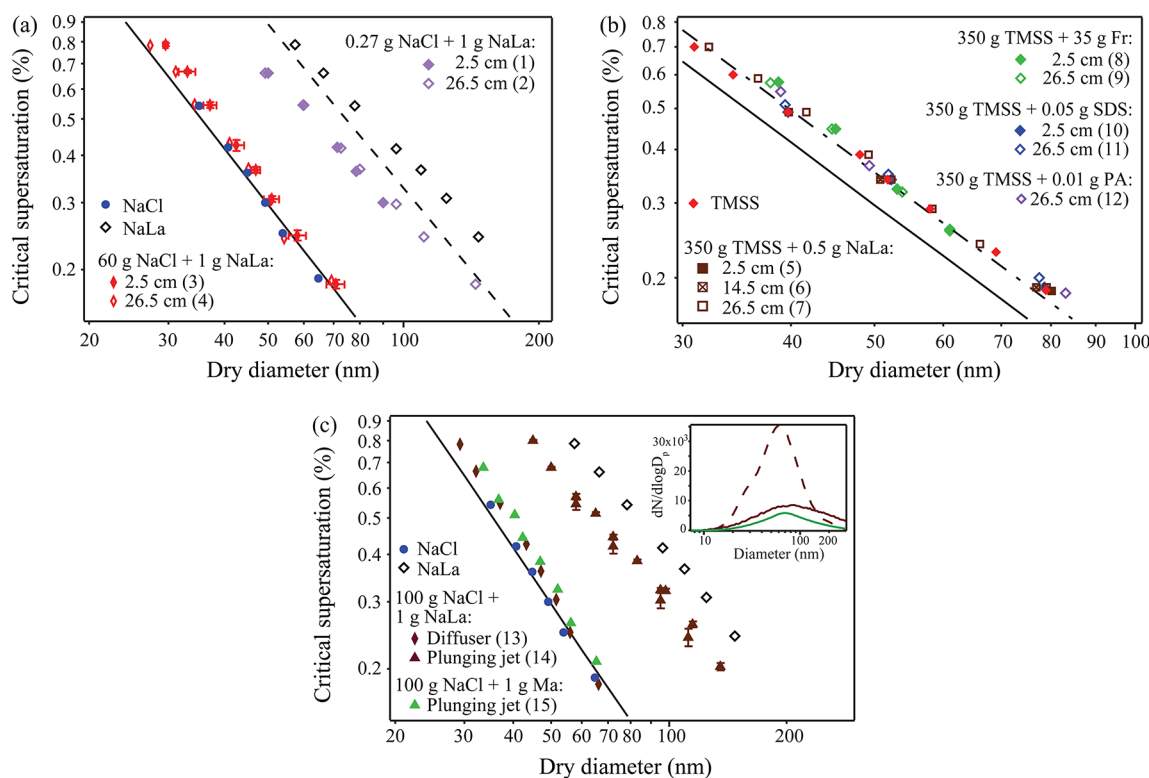 (a)
0.9
0.8
0.7
0.6
0.5
0.4
0.3
0.2
Critical supersaturation (%)
0.27 g NaCl + 1 g NaLa:
2.5 cm (1)
26.5 cm (2)
NaCl
NaLa
60 g NaCl + 1 g NaLa:
2.5 cm (3)
26.5 cm (4)
20
30
40
60
80
100
200
Dry diameter (nm)
(b)
0.9
0.8
0.7
0.6
0.5
0.4
0.3
0.2
Critical supersaturation (%)
350 g TMSS + 35 g Fr:
2.5 cm (8)
26.5 cm (9)
350 g TMSS + 0.05 g SDS:
2.5 cm (10)
26.5 cm (11)
350 g TMSS + 0.01 g PA:
26.5 cm (12)
TMSS
350 g TMSS + 0.5 g NaLa:
2.5 cm (5)
14.5 cm (6)
26.5 cm (7)
30
40
50
60
70
80
90
100
Dry diameter (nm)
(c)
0.9
0.8
0.7
0.6
0.5
0.4
0.3
0.2
Critical supersaturation (%)
dN/dlogDp
30x10³
20
10
0
10
100
200
Diameter (nm)
NaCl
NaLa
100 g NaCl +
1 g NaLa:
Diffuser (13)
Plunging jet (14)
100 g NaCl + 1 g Ma:
Plunging jet (15)
20
30
40
50
60
70
80
100
200
Dry diameter (nm)